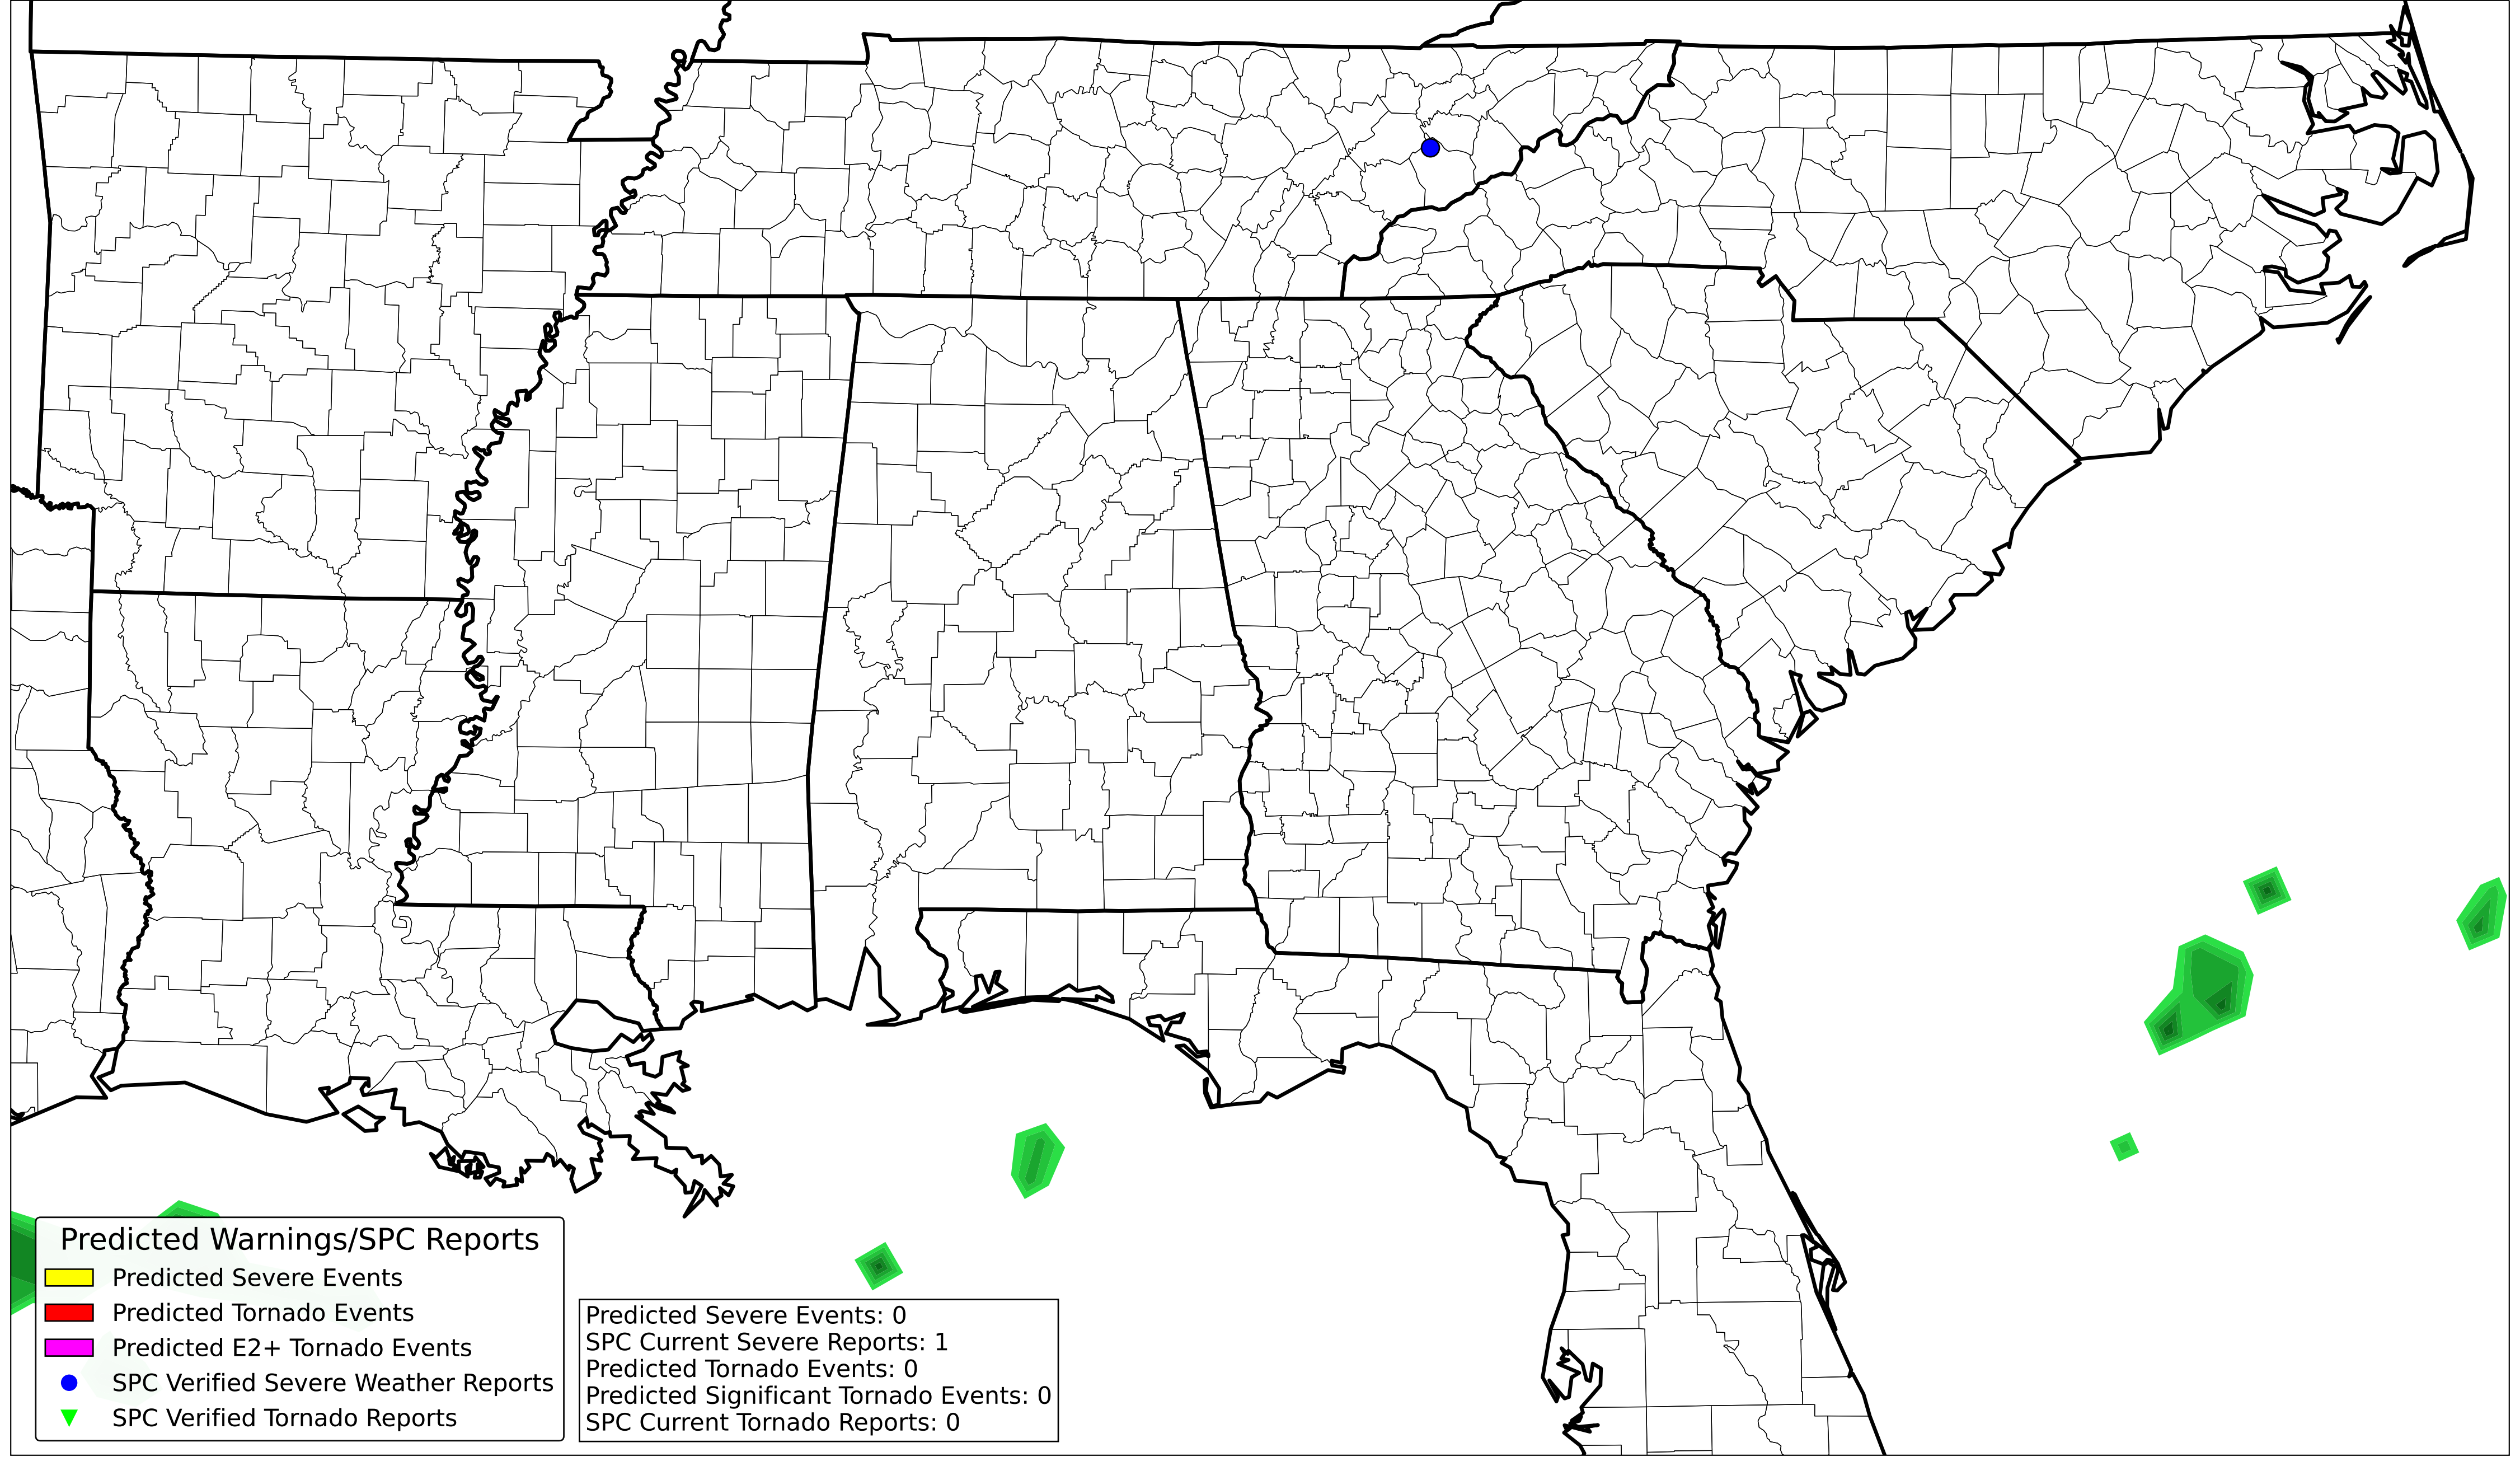 Predicted Warnings/SPC Reports
Predicted Severe Events
Predicted Tornado Events
Predicted E2+ Tornado Events
SPC Verified Severe Weather Reports
SPC Verified Tornado Reports
Predicted Severe Events: 0
SPC Current Severe Reports: 1
Predicted Tornado Events: 0
Predicted Significant Tornado Events: 0
SPC Current Tornado Reports: 0